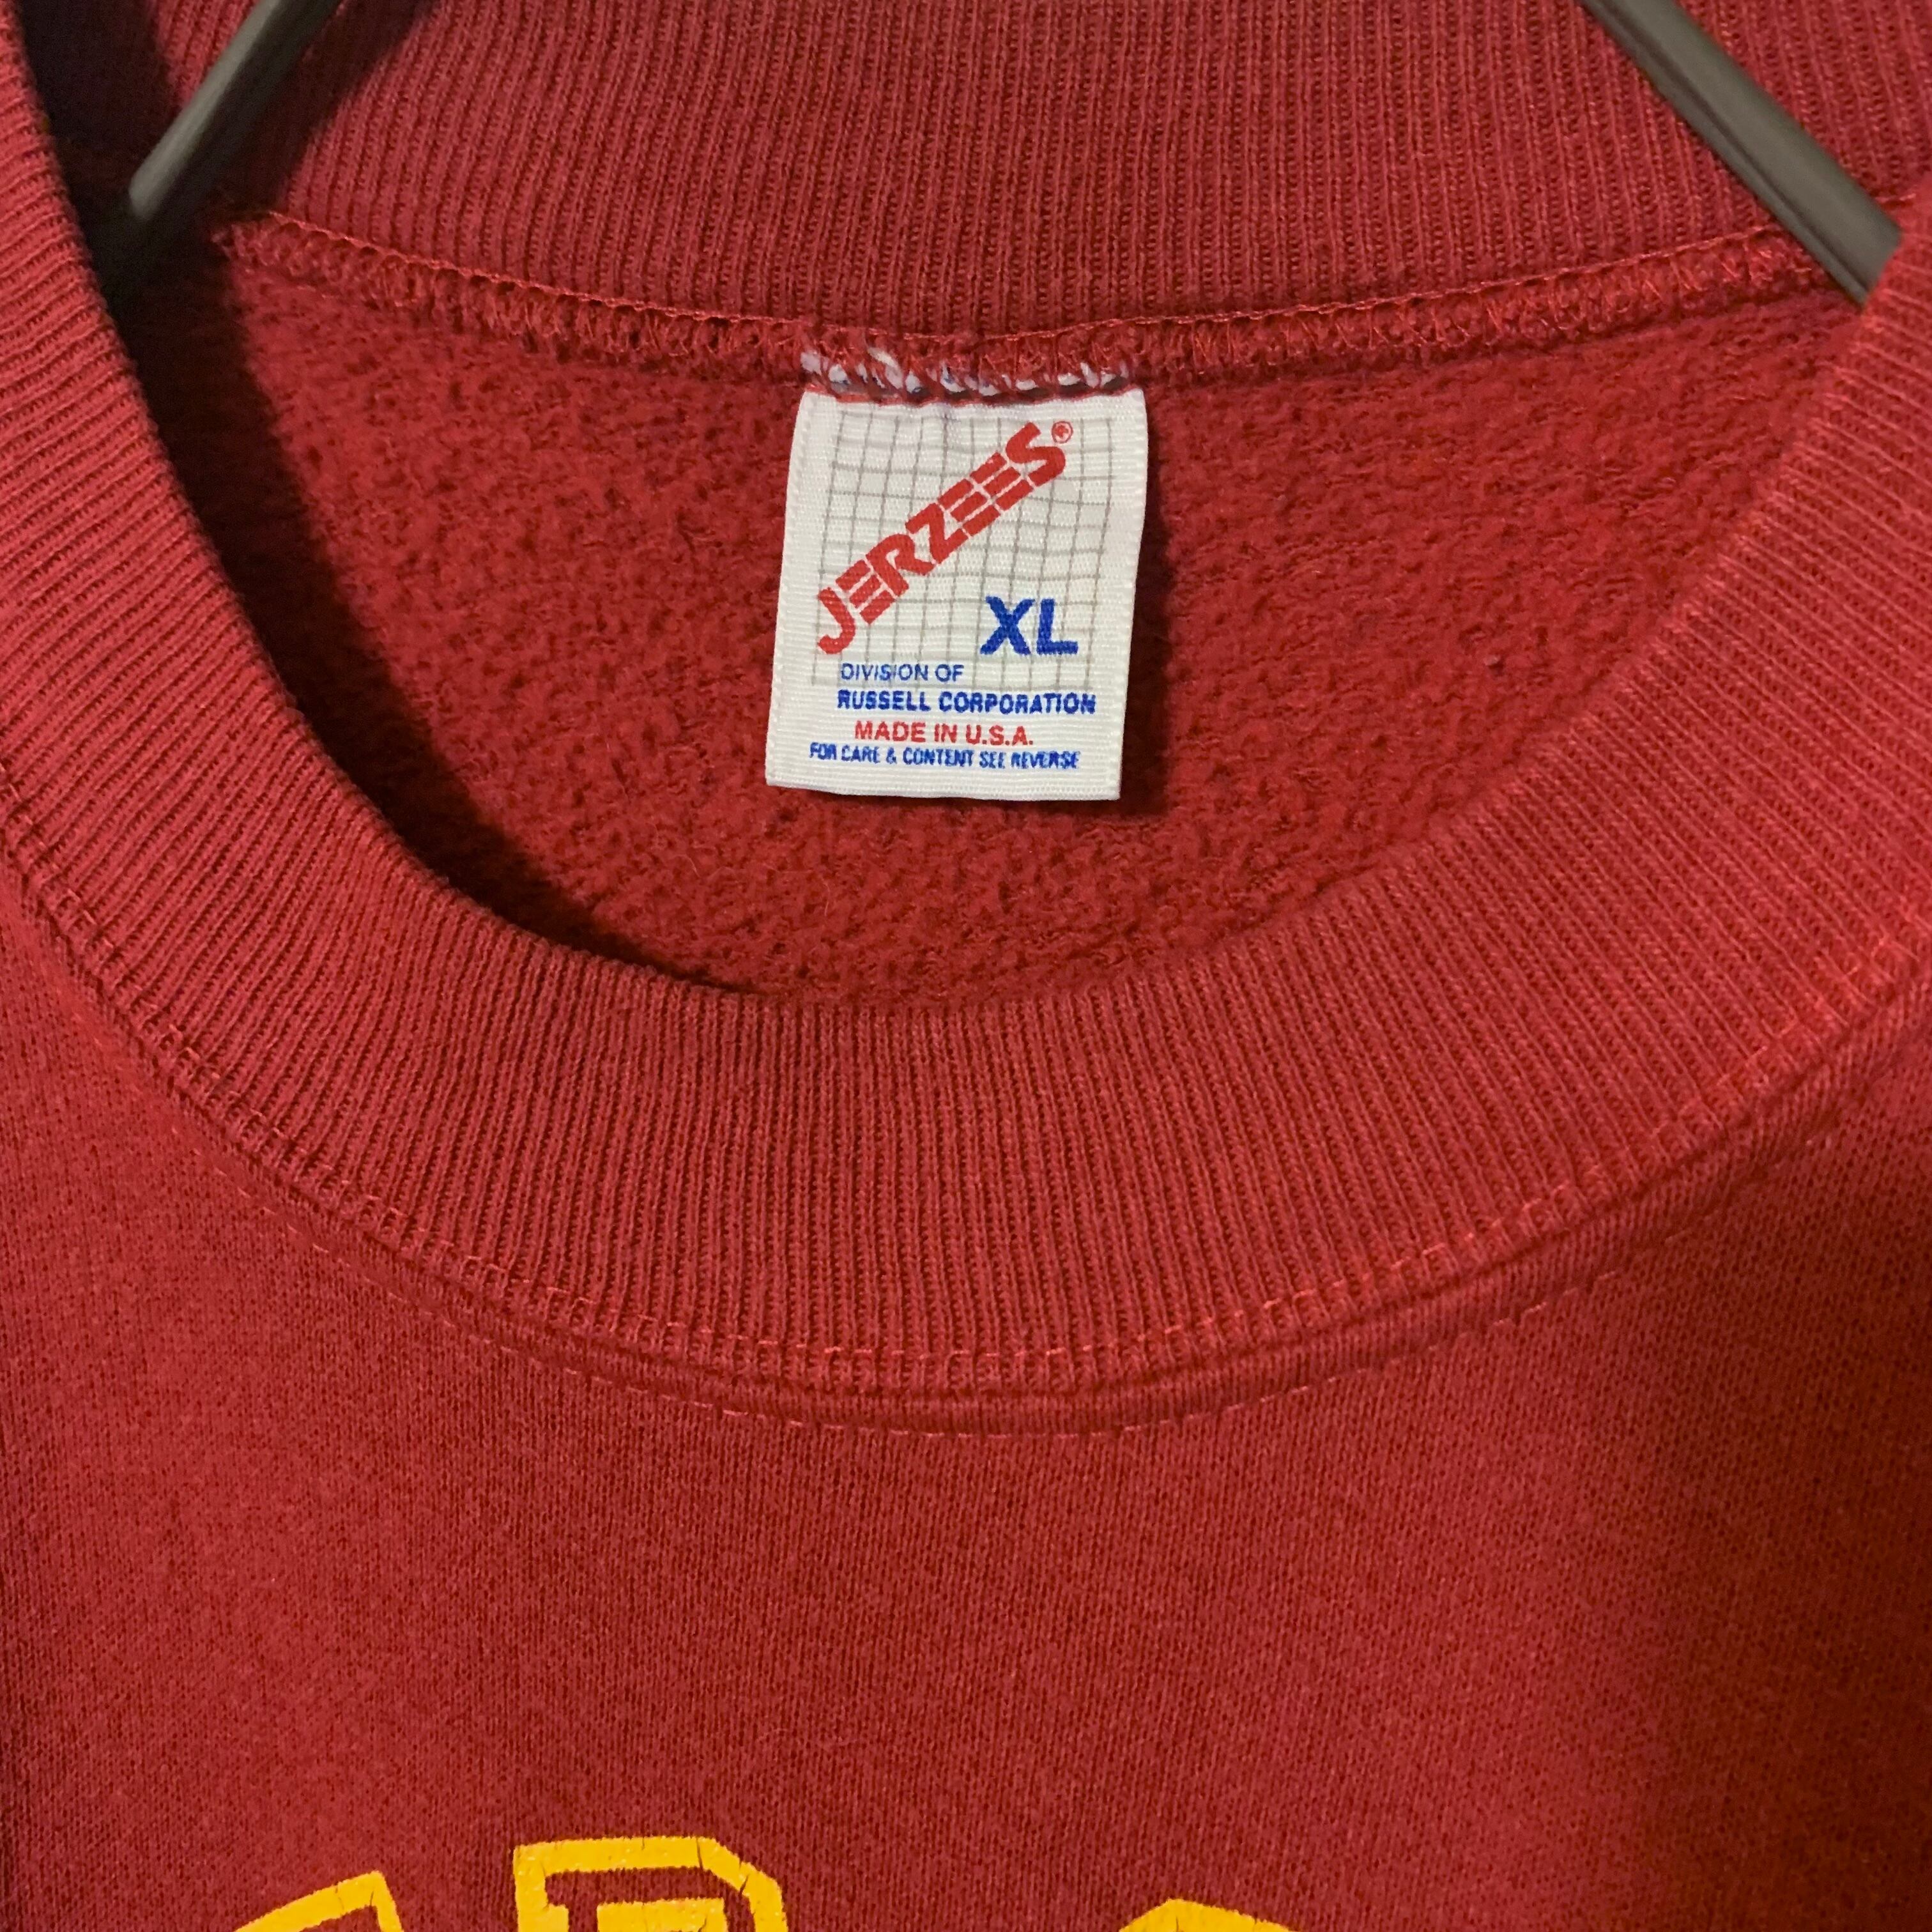 JERZEES®
XL
DIVISION OF
RUSSELL CORPORATION
MADE IN U.S.A.
FOR CARE & CONTENT SEE REVERSE